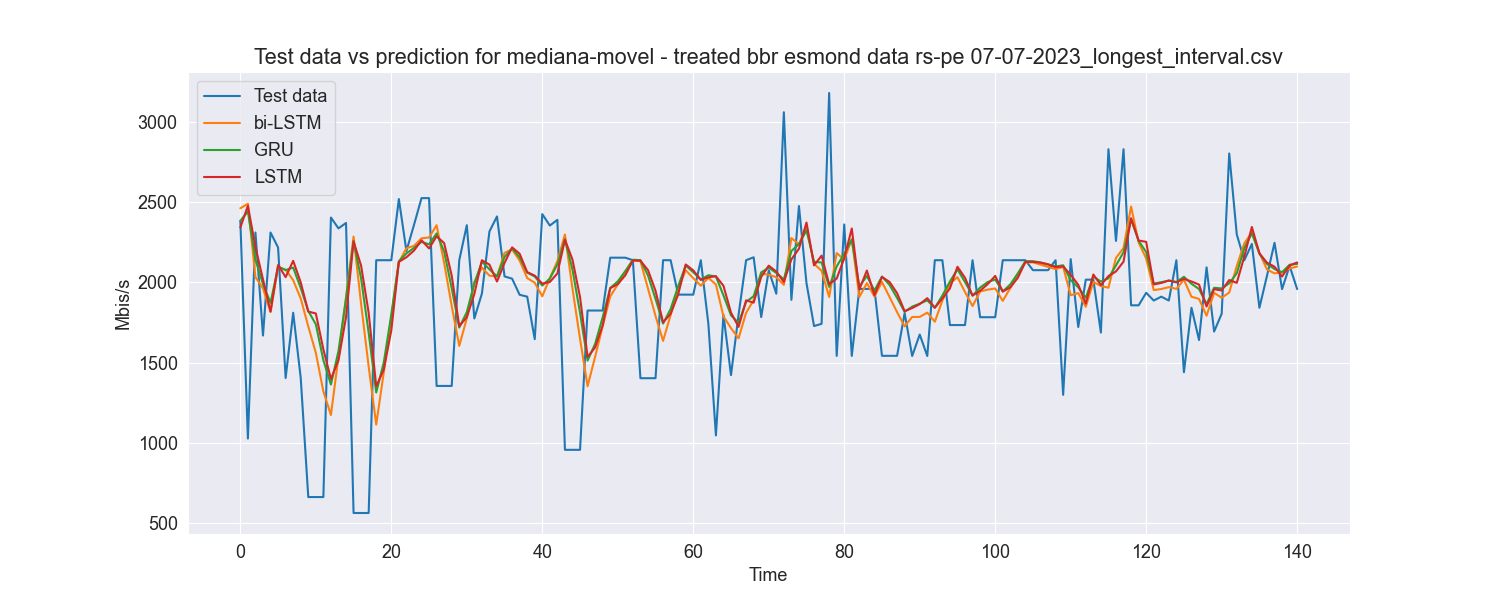 Test data vs prediction for mediana-movel - treated bbr esmond data rs-pe 07-07-2023_longest_interval.csv
Test data
bi-LSTM
GRU
LSTM
3000
2500
2000
1500
1000
500
Mbis/s
0 20 40 60 80 100 120 140
Time